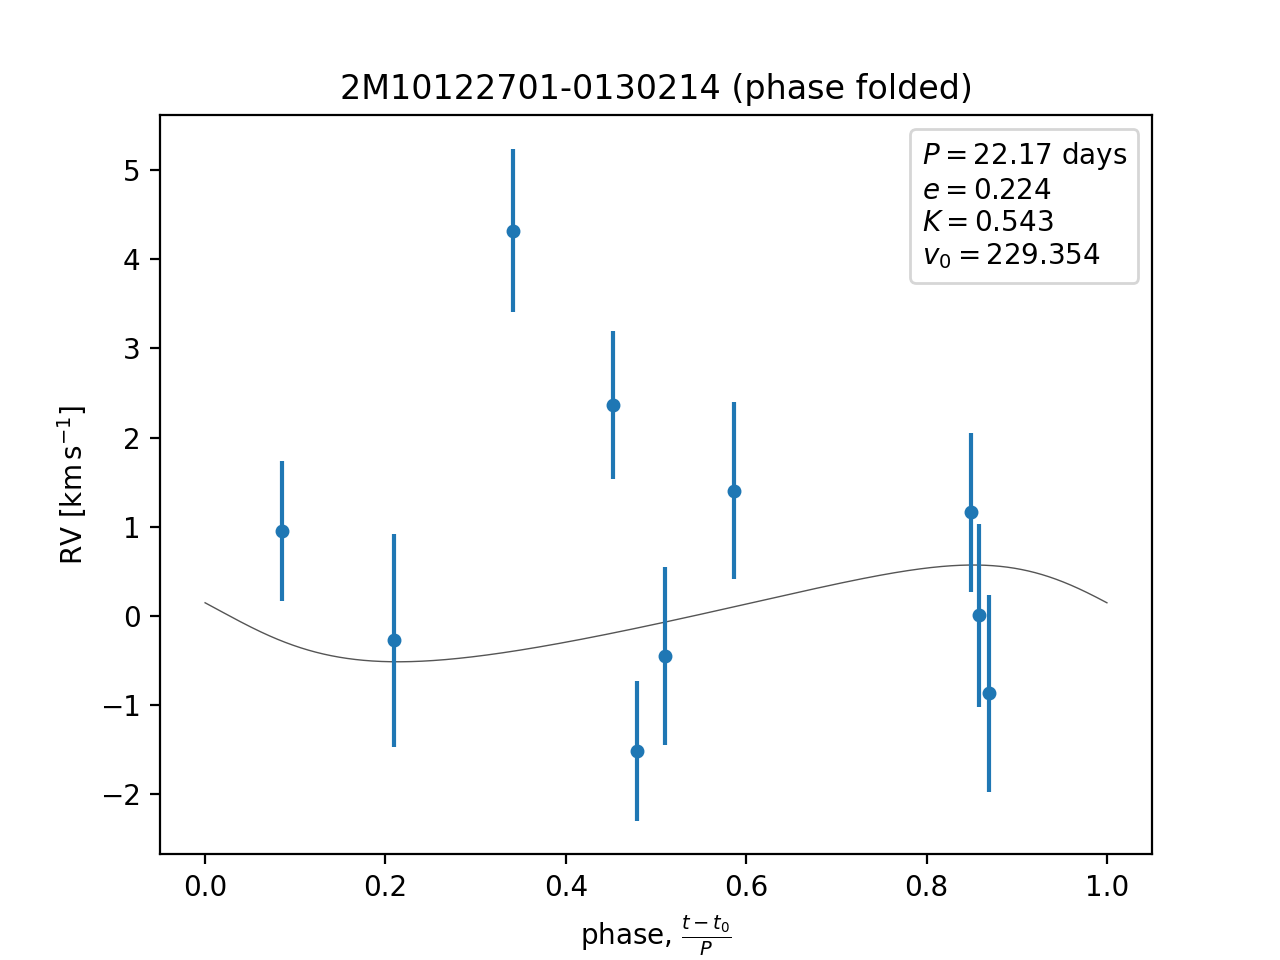 2M10122701-0130214 (phase folded)
P = 22.17 days
e = 0.224
K = 0.543
v₀ = 229.354
5
4
3
2
1
0
−1
−2
RV [km s⁻¹]
0.0 0.2 0.4 0.6 0.8 1.0
phase, (t − t₀)/P